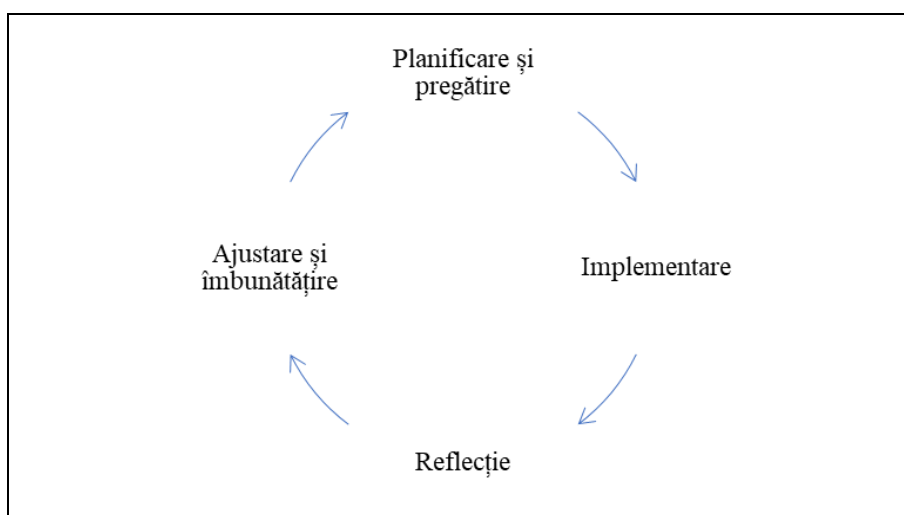 Planificare și
pregătire
Implementare
Reflecție
Ajustare și
îmbunătățire